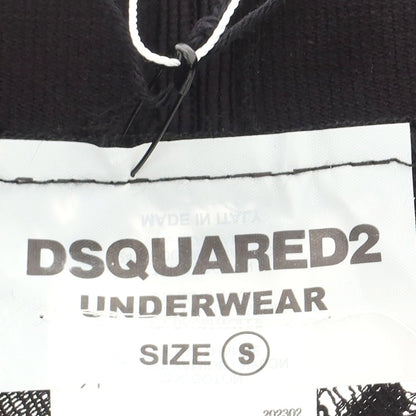 DSQUARED2
UNDERWEAR
SIZE S
MADE IN ITALY
202302